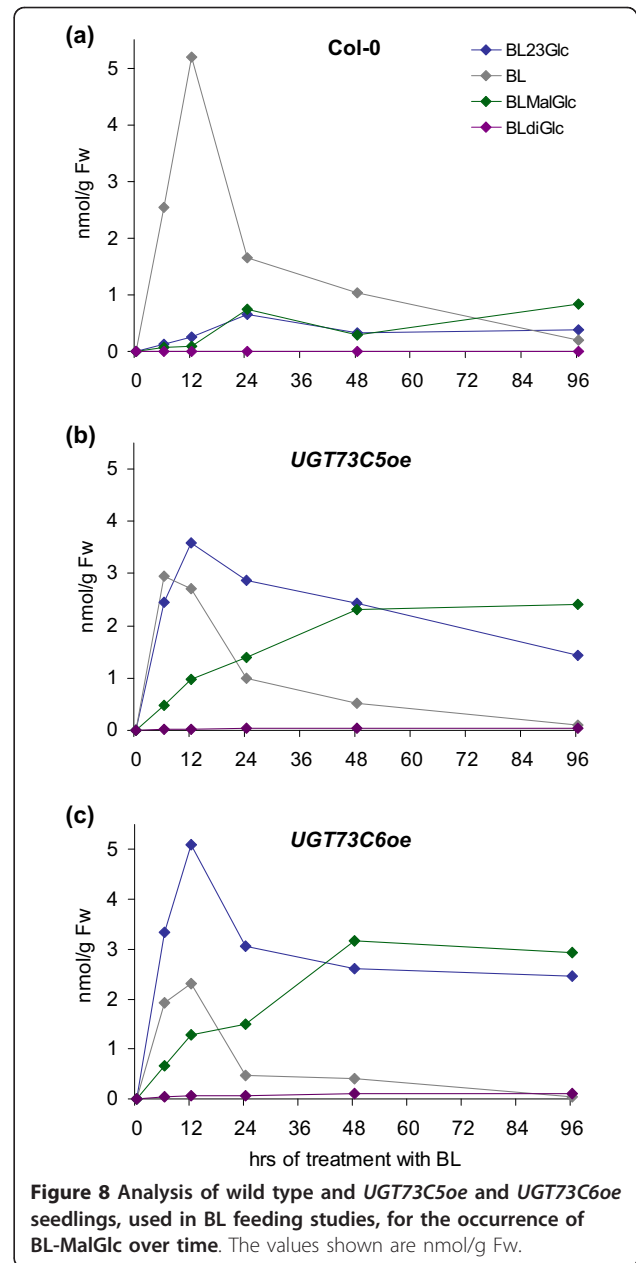 (a)
Col-0
BL23Glc
BL
BLMalGlc
BLdiGlc
nmol/g Fw
5
4
3
2
1
0
0 12 24 36 48 60 72 84 96
(b)
UGT73C5oe
nmol/g Fw
5
4
3
2
1
0
0 12 24 36 48 60 72 84 96
(c)
UGT73C6oe
nmol/g Fw
5
4
3
2
1
0
0 12 24 36 48 60 72 84 96
hrs of treatment with BL
Figure 8 Analysis of wild type and UGT73C5oe and UGT73C6oe
seedlings, used in BL feeding studies, for the occurrence of
BL-MalGlc over time. The values shown are nmol/g Fw.